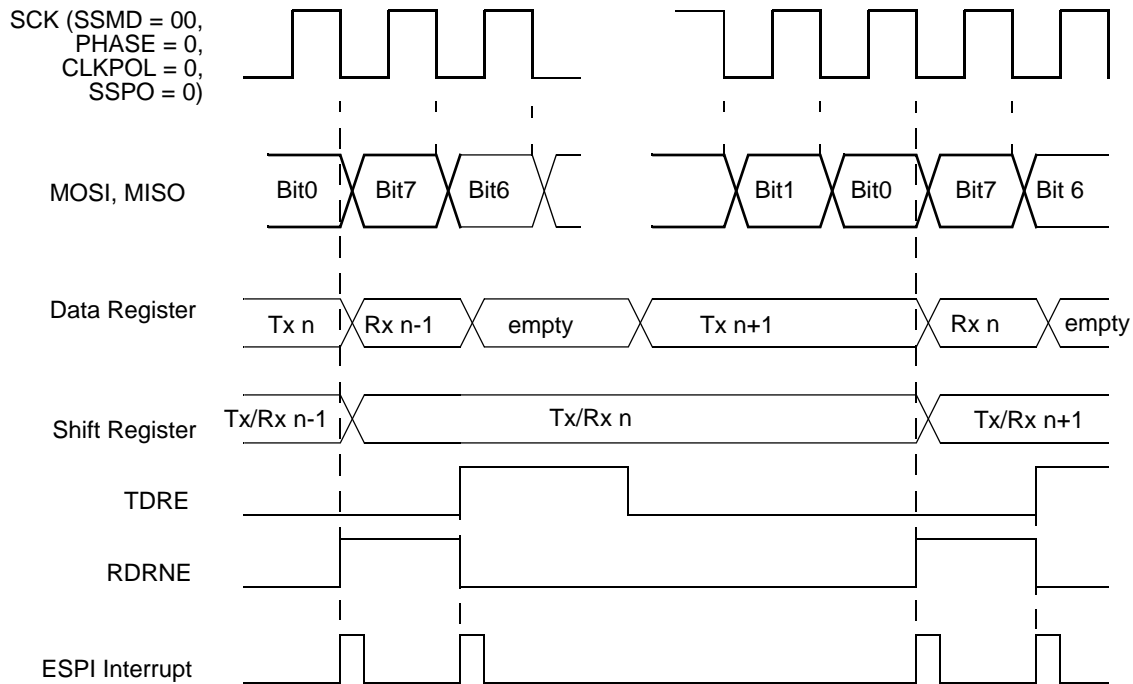 SCK (SSMD = 00,
PHASE = 0,
CLKPOL = 0,
SSPO = 0)
MOSI, MISO
Bit0
Bit7
Bit6
Bit1
Bit0
Bit7
Bit 6
Data Register
Tx n
Rx n-1
empty
Tx n+1
Rx n
empty
Shift Register
Tx/Rx n-1
Tx/Rx n
Tx/Rx n+1
TDRE
RDRNE
ESPI Interrupt